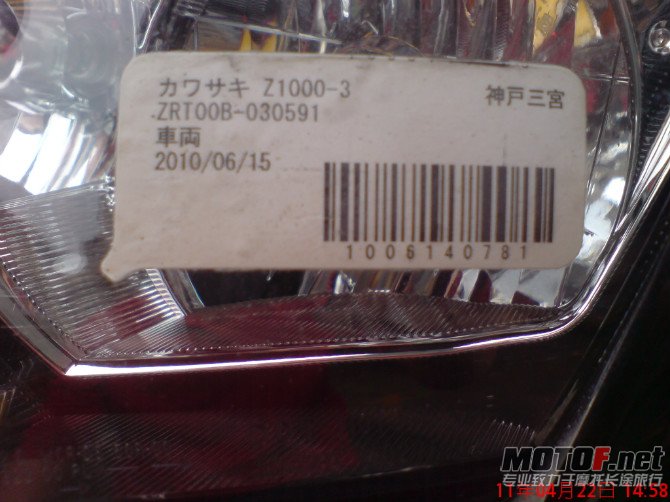 カワサキ Z1000-3 神戸三宮
ZRT00B-030591
車両
2010/06/15
1006140781
MOTOF.net
专业致力于摩托长途旅行
11年04月22日 14:58